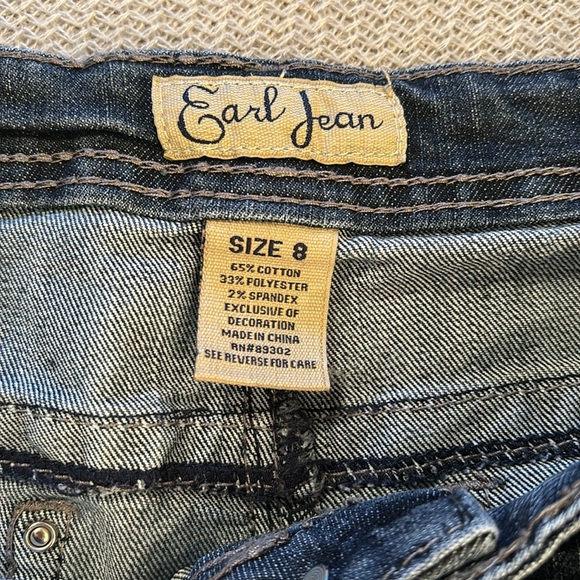 Earl Jean
SIZE 8
65% COTTON
33% POLYESTER
2% SPANDEX
EXCLUSIVE OF
DECORATION
MADE IN CHINA
RN#89302
SEE REVERSE FOR CARE